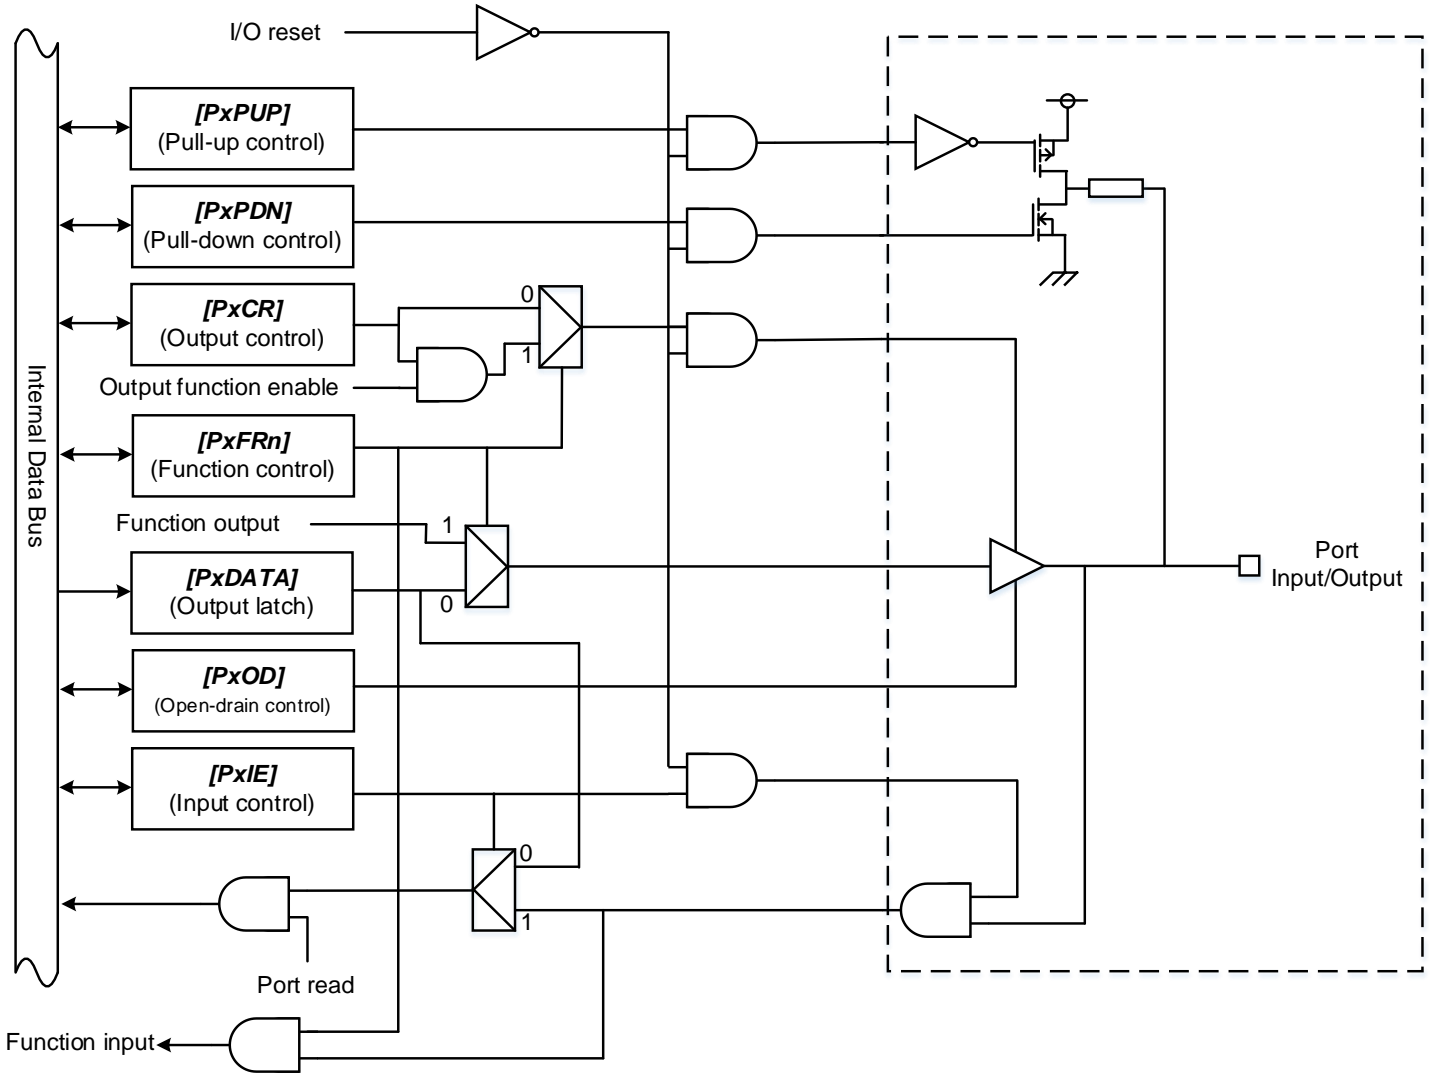 I/O reset
[PxPUP]
(Pull-up control)
[PxPDN]
(Pull-down control)
[PxCR]
(Output control)
0
1
Output function enable
Internal Data Bus
[PxFRn]
(Function control)
Function output
1
[PxDATA]
(Output latch)
0
Port
Input/Output
[PxOD]
(Open-drain control)
[PxIE]
(Input control)
0
1
Port read
Function input